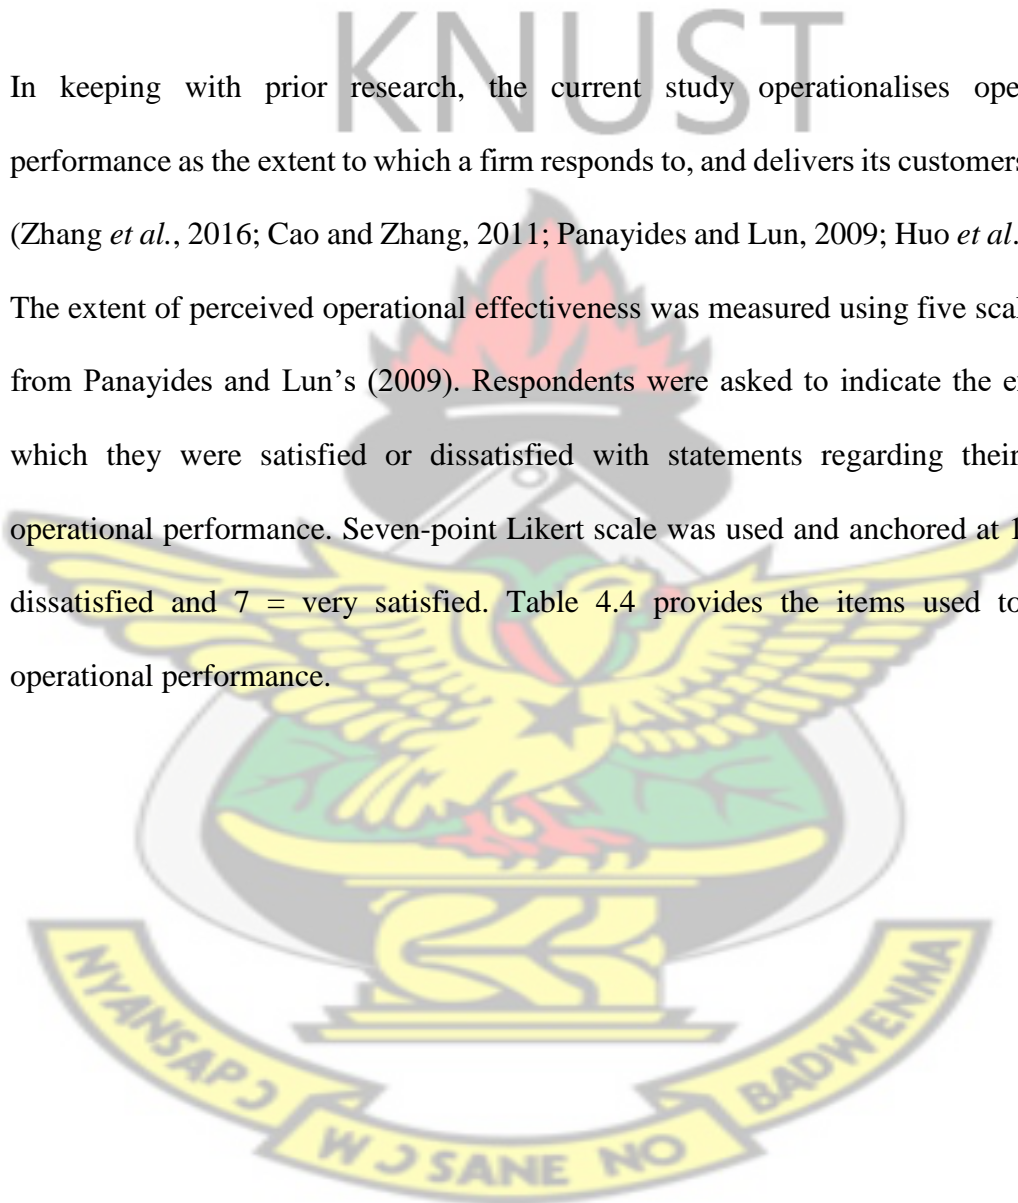 KNUST
In keeping with prior research, the current study operationalises ope
performance as the extent to which a firm responds to, and delivers its customers
(Zhang et al., 2016; Cao and Zhang, 2011; Panayides and Lun, 2009; Huo et al.
The extent of perceived operational effectiveness was measured using five scal
from Panayides and Lun’s (2009). Respondents were asked to indicate the e
which they were satisfied or dissatisfied with statements regarding their
operational performance. Seven-point Likert scale was used and anchored at 1
dissatisfied and 7 = very satisfied. Table 4.4 provides the items used to
operational performance.
NYANSAPƆ
WƆSANE NO
BADWENMA